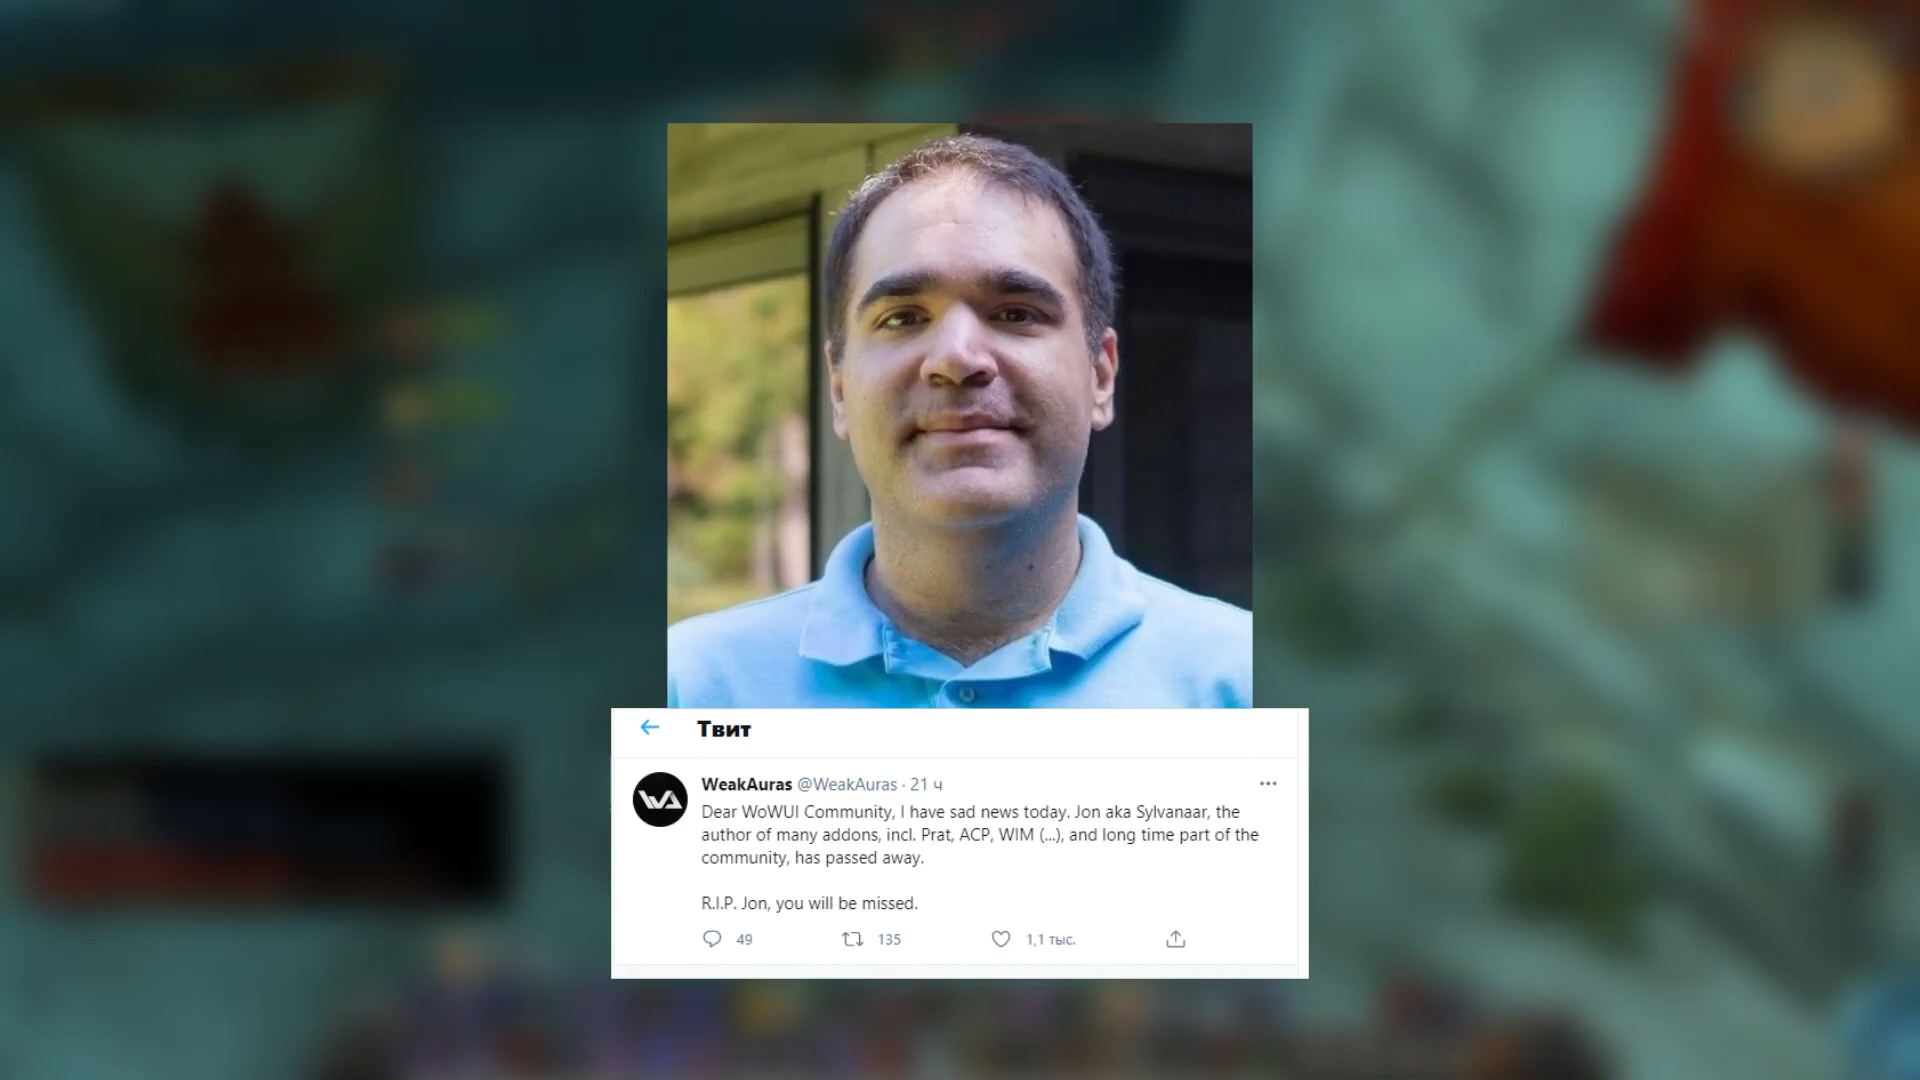 Твит
WeakAuras @WeakAuras · 21 ч
Dear WoWUI Community, I have sad news today. Jon aka Sylvanaar, the
author of many addons, incl. Prat, ACP, WIM (...), and long time part of the
community, has passed away.
R.I.P. Jon, you will be missed.
49 135 1,1 тыс.